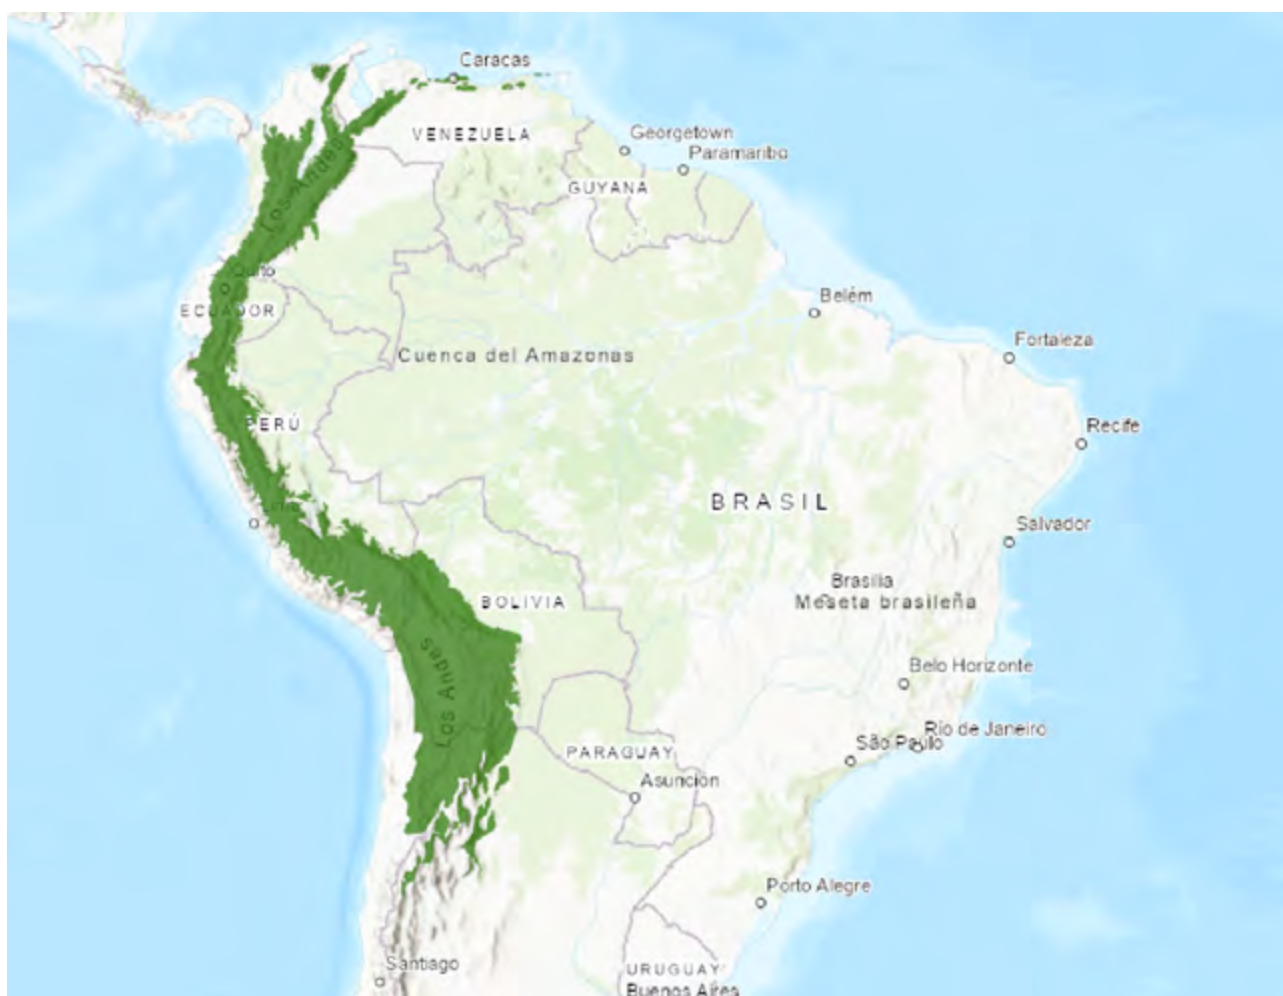 Caracas
VENEZUELA
Georgetown
Paramaribo
GUYANA
Los Andes
Quito
ECUADOR
Belém
Fortaleza
Cuenca del Amazonas
PERÚ
Recife
BRASIL
Lima
Salvador
Brasilia
Meseta brasileña
BOLIVIA
Los Andes
Belo Horizonte
Río de Janeiro
São Paulo
PARAGUAY
Asunción
Porto Alegre
Santiago
URUGUAY
Buenos Aires